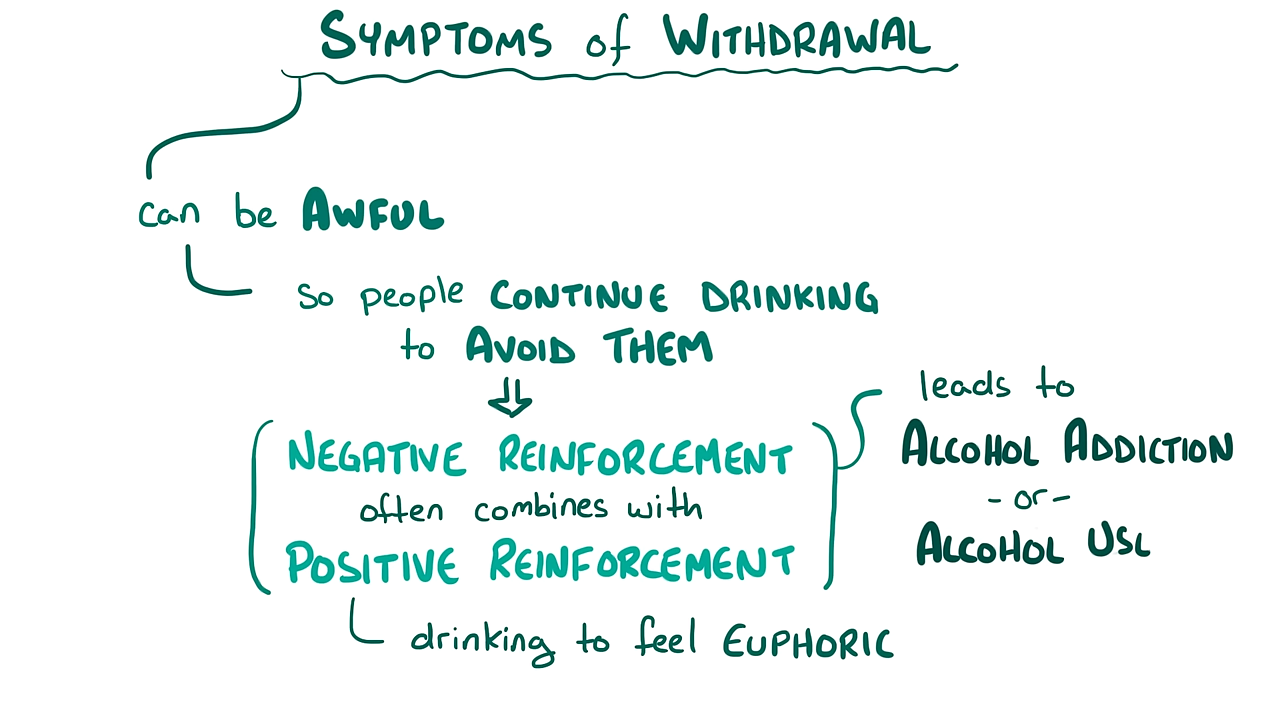 SYMPTOMS of WITHDRAWAL
can be AWFUL
so people CONTINUE DRINKING
to AVOID THEM
NEGATIVE REINFORCEMENT
often combines with
POSITIVE REINFORCEMENT
drinking to feel EUPHORIC
leads to
ALCOHOL ADDICTION
- or -
ALCOHOL